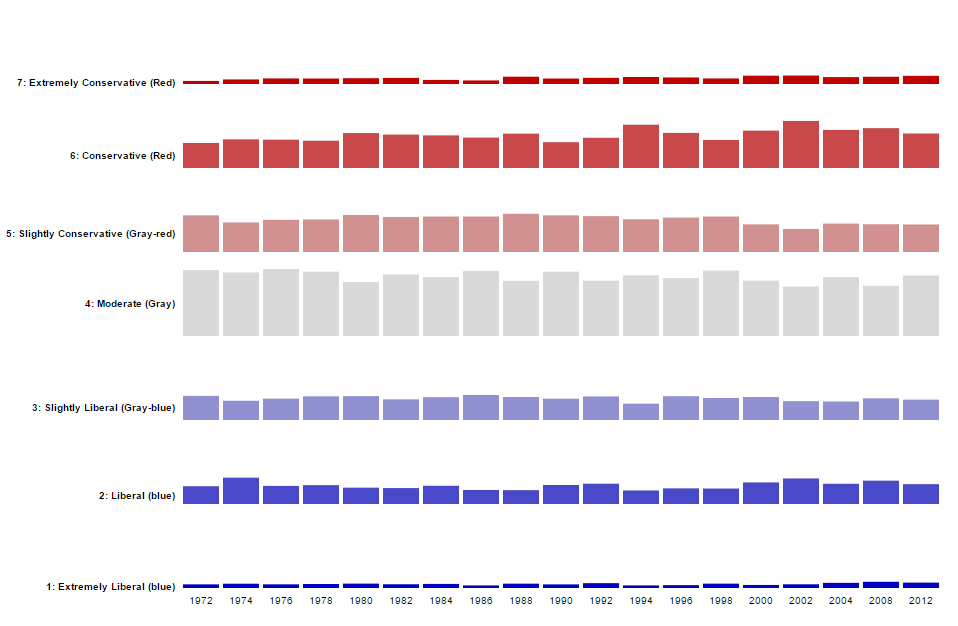 7: Extremely Conservative (Red)
6: Conservative (Red)
5: Slightly Conservative (Gray-red)
4: Moderate (Gray)
3: Slightly Liberal (Gray-blue)
2: Liberal (blue)
1: Extremely Liberal (blue)
1972 1974 1976 1978 1980 1982 1984 1986 1988 1990 1992 1994 1996 1998 2000 2002 2004 2008 2012